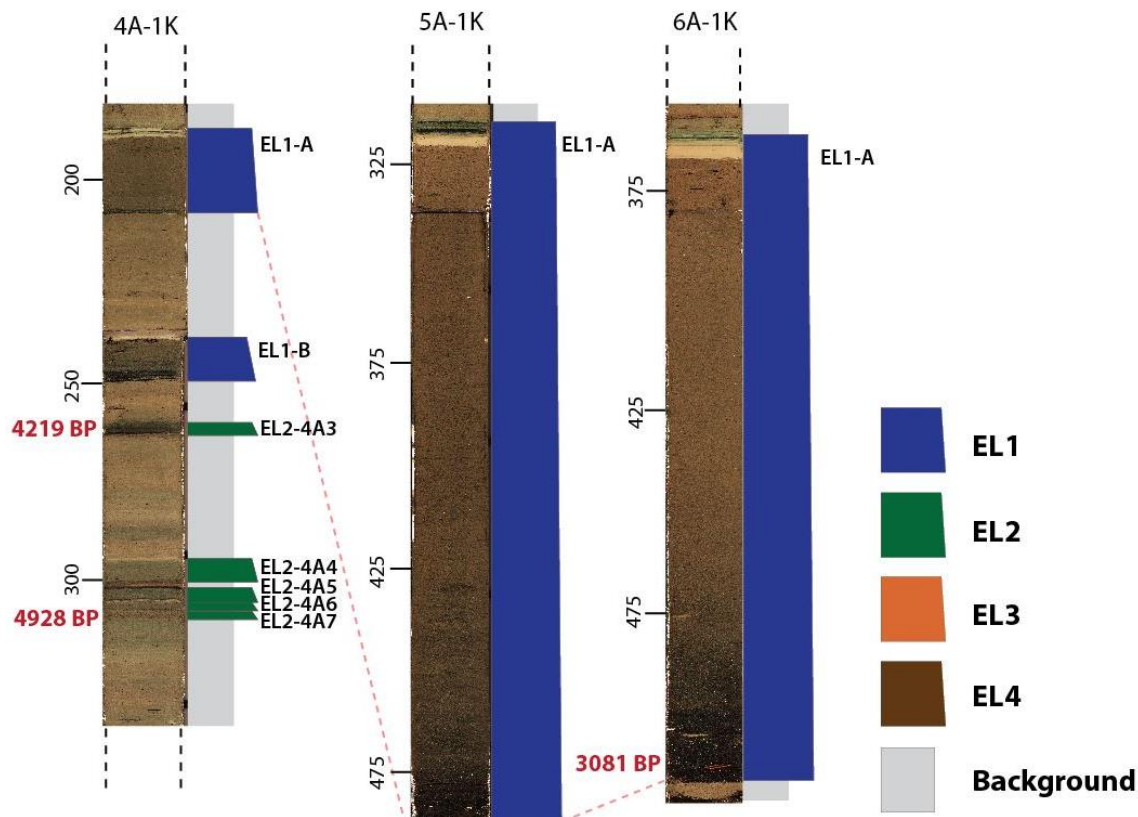 4A-1K
5A-1K
6A-1K
200
250
300
4219 BP
4928 BP
EL1-A
EL1-B
EL2-4A3
EL2-4A4
EL2-4A5
EL2-4A6
EL2-4A7
325
375
425
475
EL1-A
375
425
475
3081 BP
EL1-A
EL1
EL2
EL3
EL4
Background